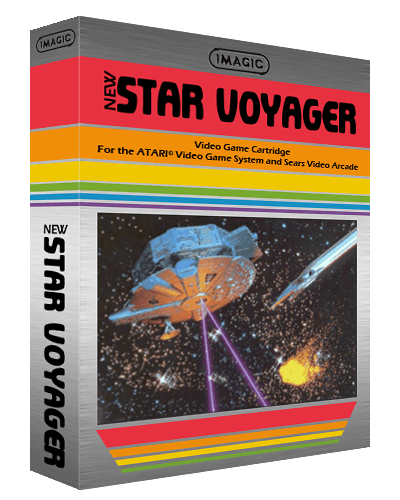 IMAGIC
NEW
STAR VOYAGER
IMAGIC
NEW STAR VOYAGER
Video Game Cartridge
For the ATARI® Video Game System and Sears Video Arcade